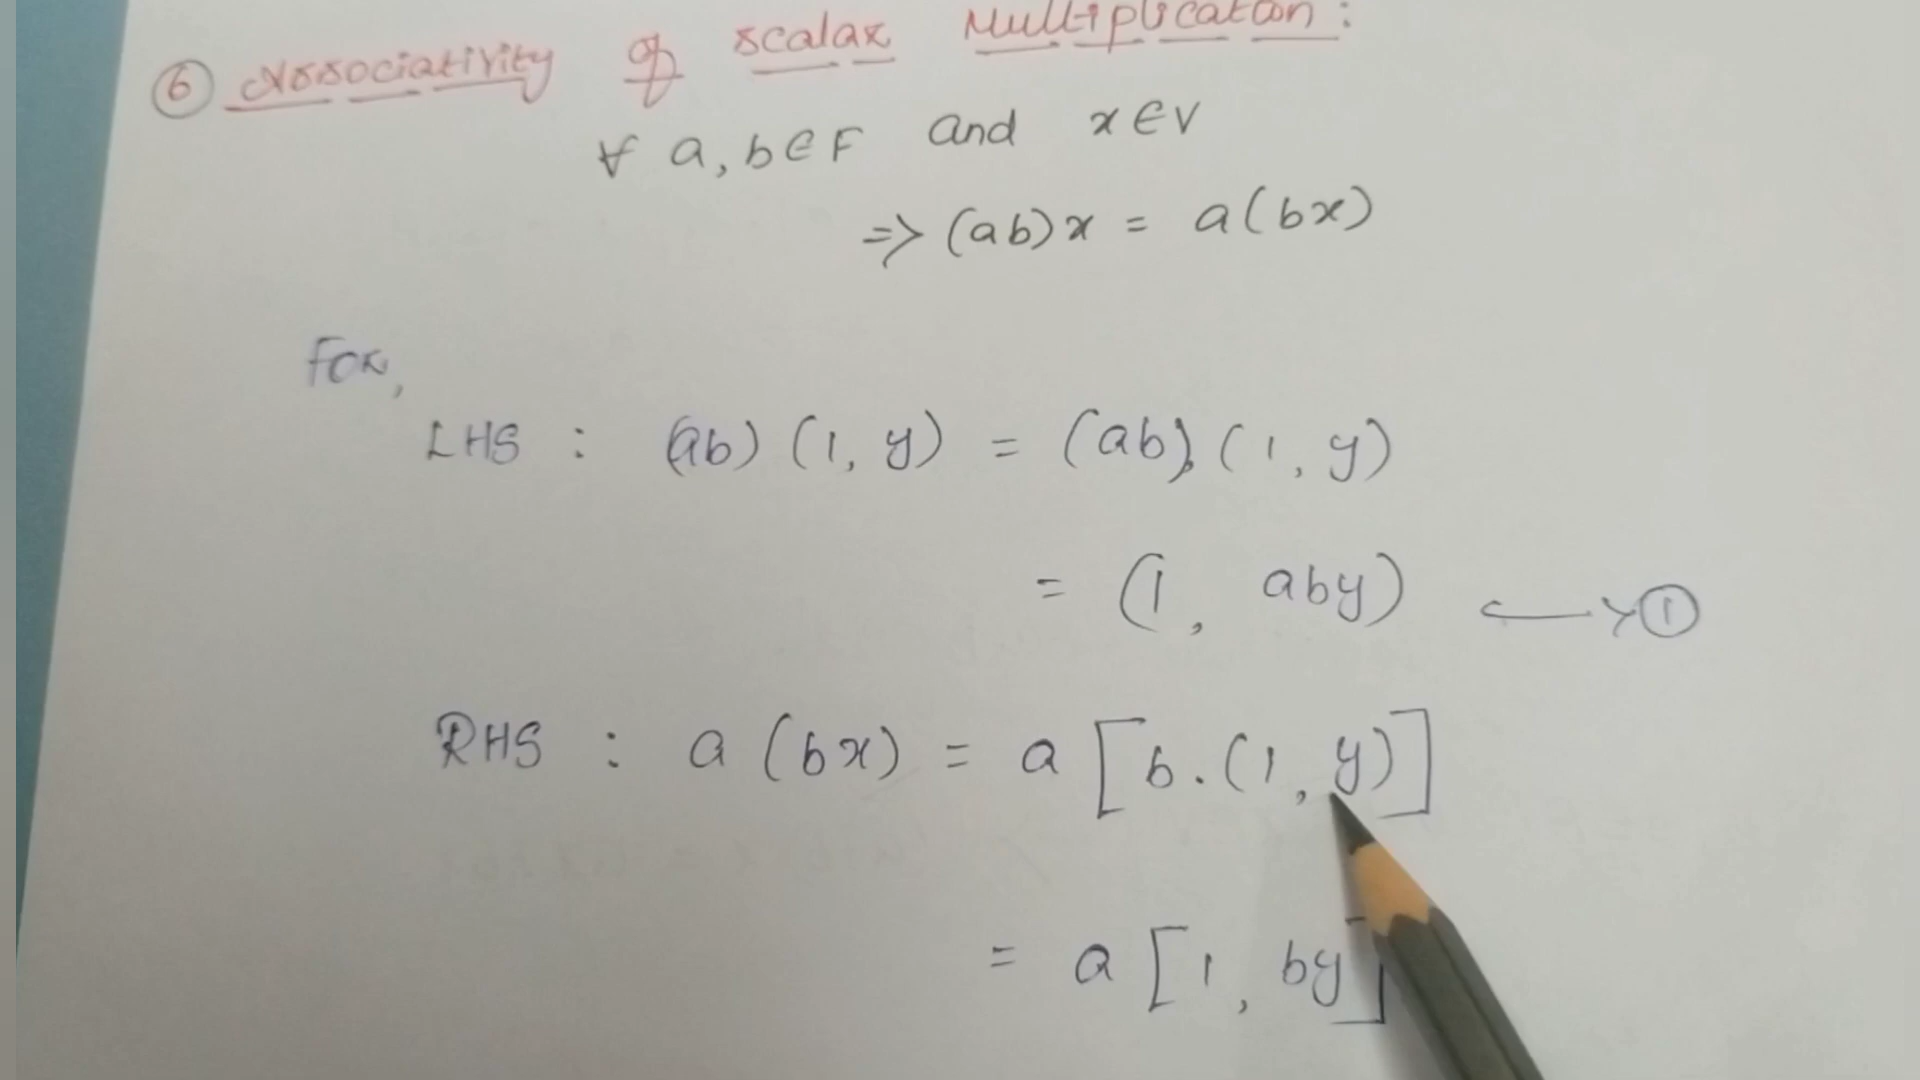 ⑥ Associativity of scalar Multiplication:
∀ a, b ∈ F and x ∈ V
⇒ (ab)x = a(bx)
For,
LHS : (ab) (1, y) = (ab) (1, y)
= (1, aby) → ①
RHS : a (bx) = a [b.(1, y)]
= a [1, by]